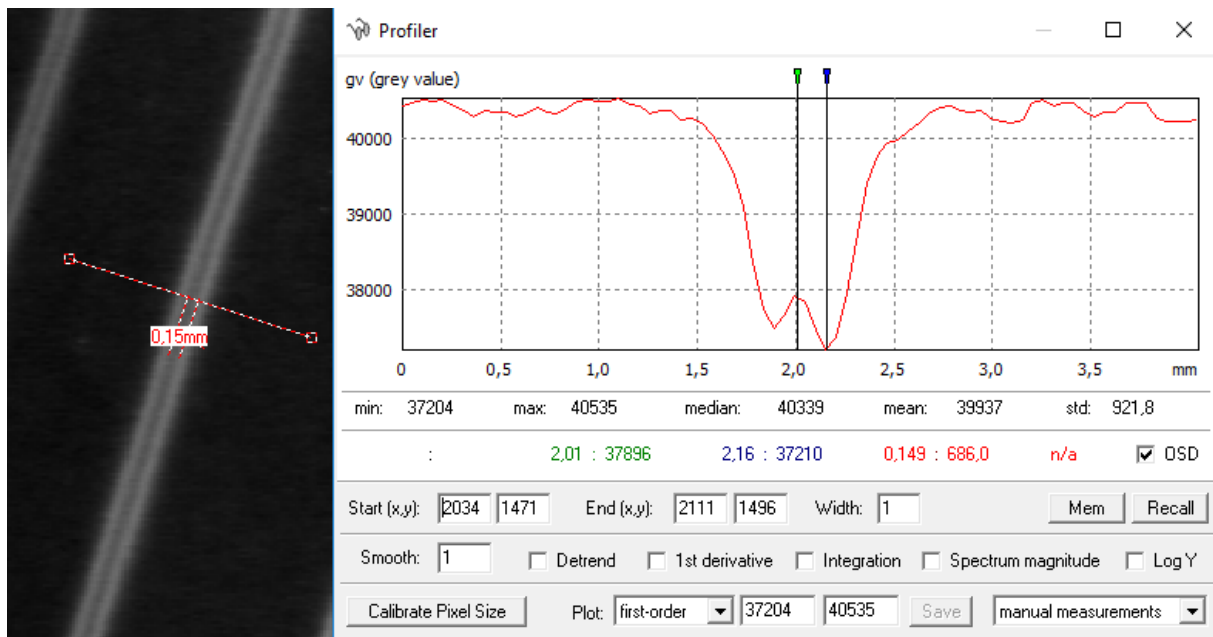 0,15mm
Profiler
gv (grey value)
40000
39000
38000
0 0,5 1,0 1,5 2,0 2,5 3,0 3,5 mm
min: 37204 max: 40535 median: 40339 mean: 39937 std: 921,8
: 2,01 : 37896 2,16 : 37210 0,149 : 686,0 n/a OSD
Start (x,y): 2034 1471 End (x,y): 2111 1496 Width: 1 Mem Recall
Smooth: 1 Detrend 1st derivative Integration Spectrum magnitude Log Y
Calibrate Pixel Size Plot: first-order 37204 40535 Save manual measurements